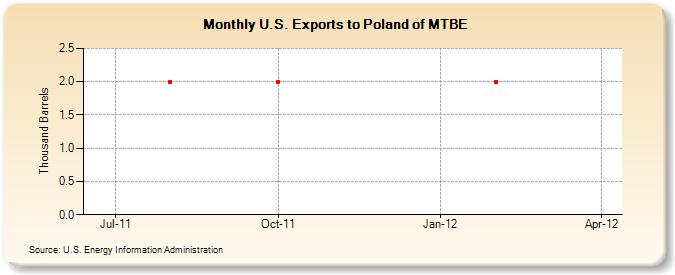 Monthly U.S. Exports to Poland of MTBE
Thousand Barrels
2.5
2.0
1.5
1.0
0.5
0.0
Jul-11 Oct-11 Jan-12 Apr-12
Source: U.S. Energy Information Administration